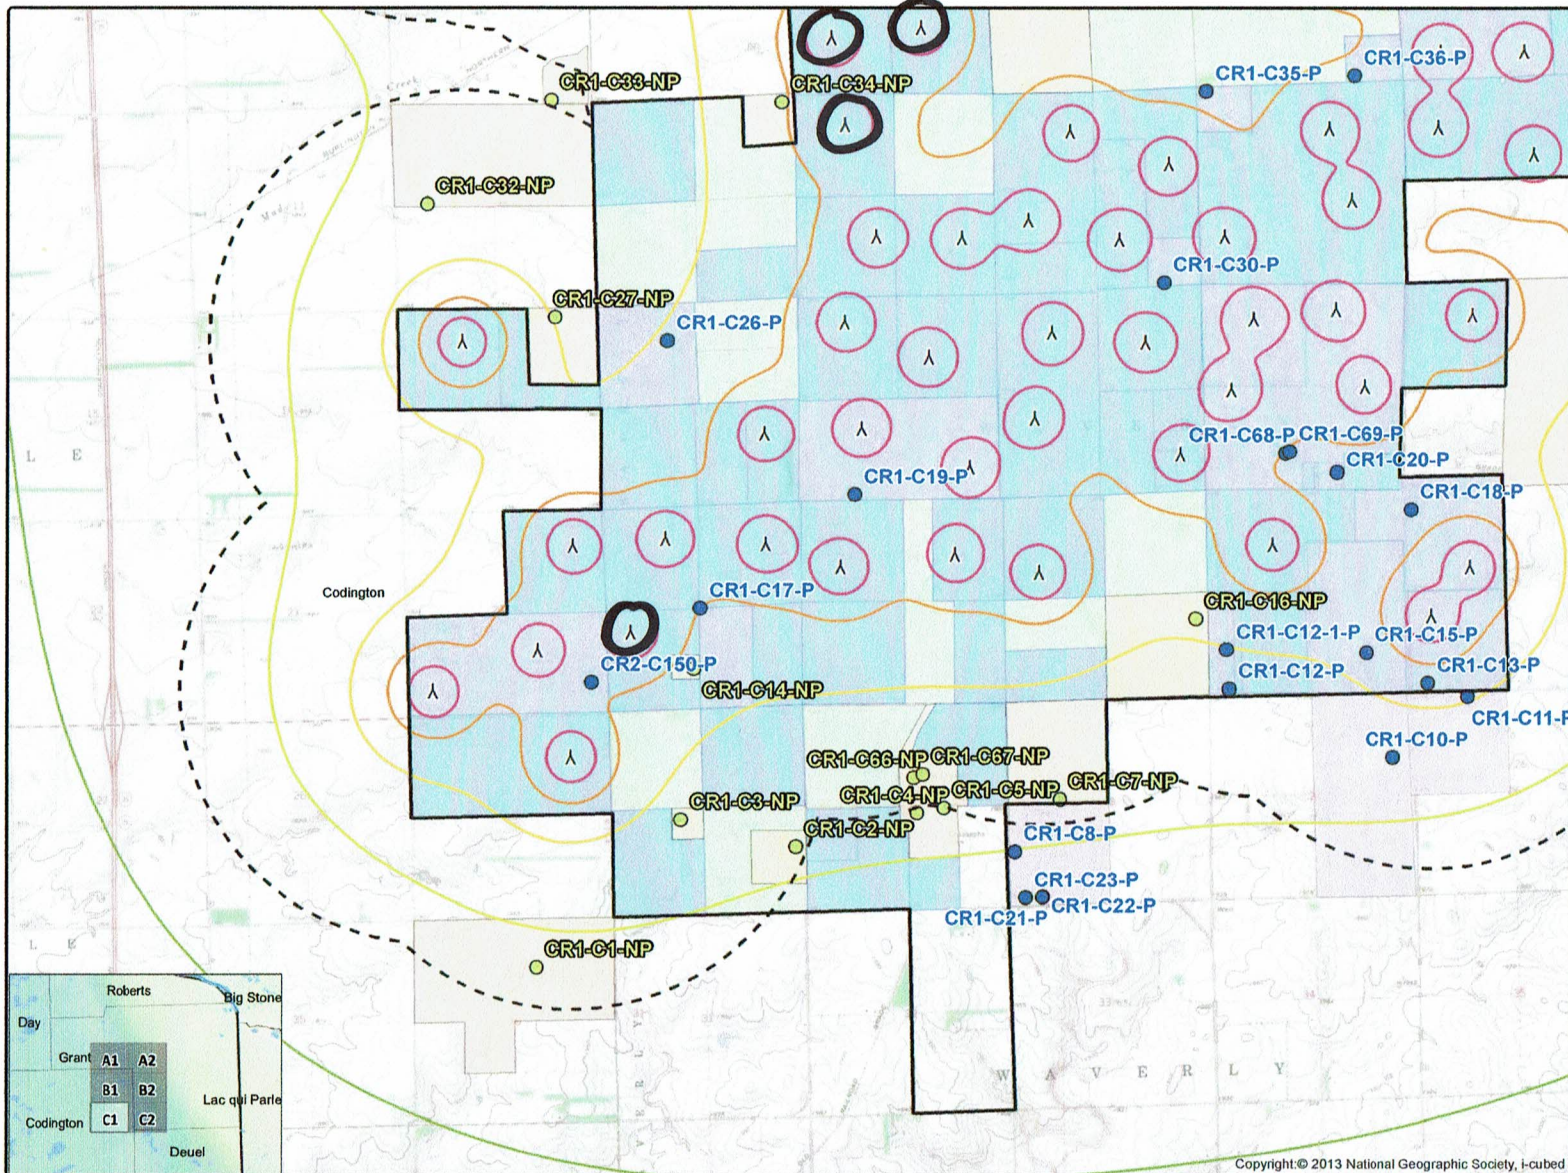 CR1-C33-NP
CR1-C34-NP
CR1-C35-P
CR1-C36-P
CR1-C32-NP
CR1-C30-P
CR1-C27-NP
CR1-C26-P
CR1-C68-P
CR1-C69-P
CR1-C20-P
L E
CR1-C19-P
CR1-C18-P
Codington
CR1-C17-P
CR1-C16-NP
CR1-C12-1-P
CR1-C15-P
CR2-C150-P
CR1-C14-NP
CR1-C12-P
CR1-C13-P
CR1-C11-P
CR1-C10-P
CR1-C66-NP
CR1-C67-NP
CR1-C4-NP
CR1-C5-NP
CR1-C7-NP
CR1-C3-NP
CR1-C2-NP
CR1-C8-P
CR1-C23-P
CR1-C22-P
CR1-C21-P
L E
CR1-C1-NP
WAVERLY
Roberts
Big Stone
Day
Grant
A1 A2
B1 B2
Lac qui Parle
Codington
C1 C2
Deuel
Copyright:© 2013 National Geographic Society, i-cubed